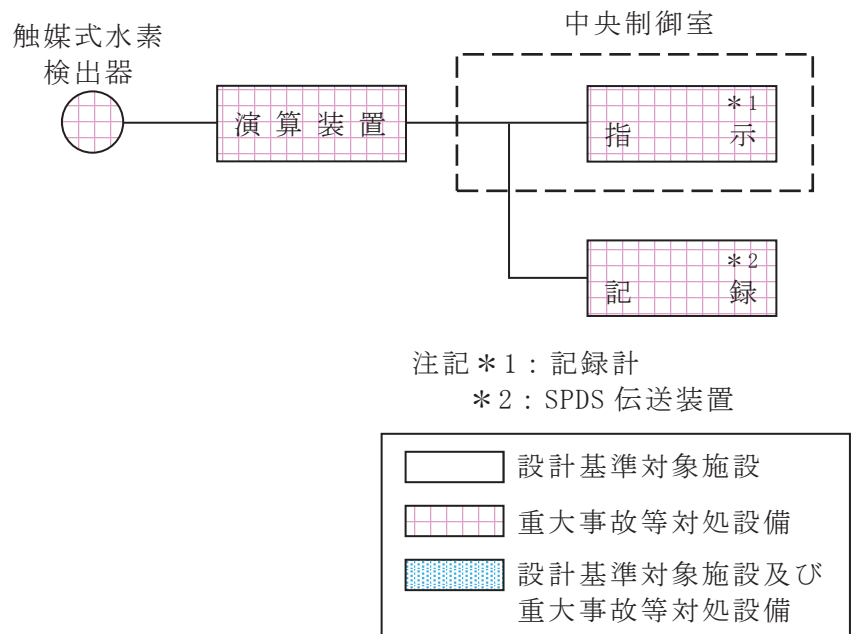 中央制御室
触媒式水素
検出器
演算装置
指示 *1
記録 *2
注記*1：記録計
*2：SPDS 伝送装置
設計基準対象施設
重大事故等対処設備
設計基準対象施設及び
重大事故等対処設備